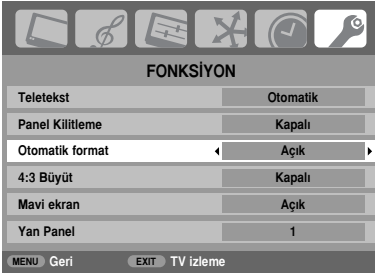 FONKSİYON
Teletekst Otomatik
Panel Kilitleme Kapalı
Otomatik format Açık
4:3 Büyüt Kapalı
Mavi ekran Açık
Yan Panel 1
MENU Geri EXIT TV izleme